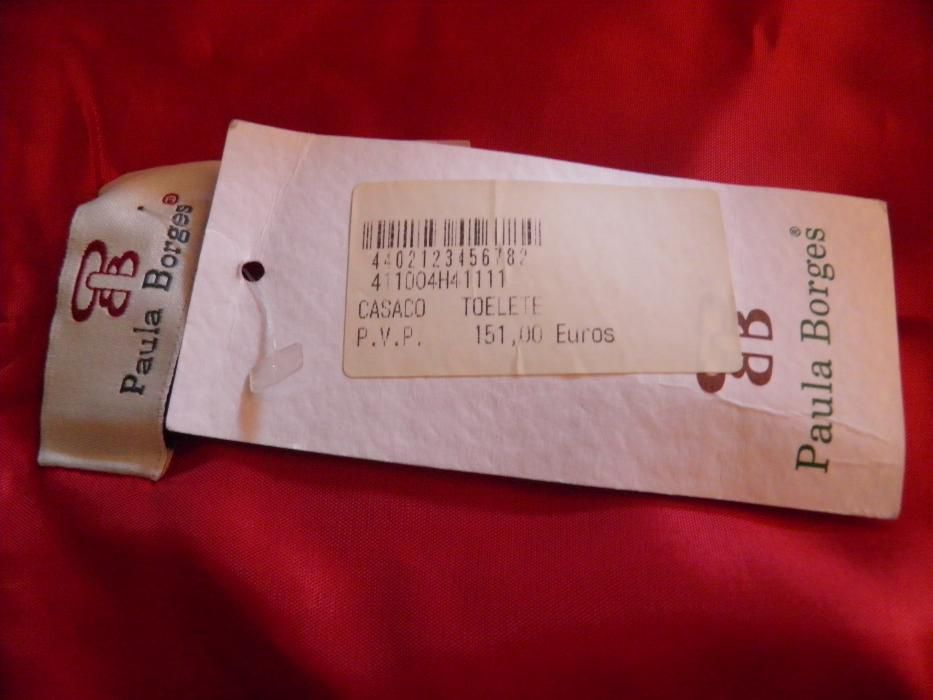 Paula Borges®
4402123456782
411004H41111
CASACO TOELETE
P.V.P. 151,00 Euros
Paula Borges®